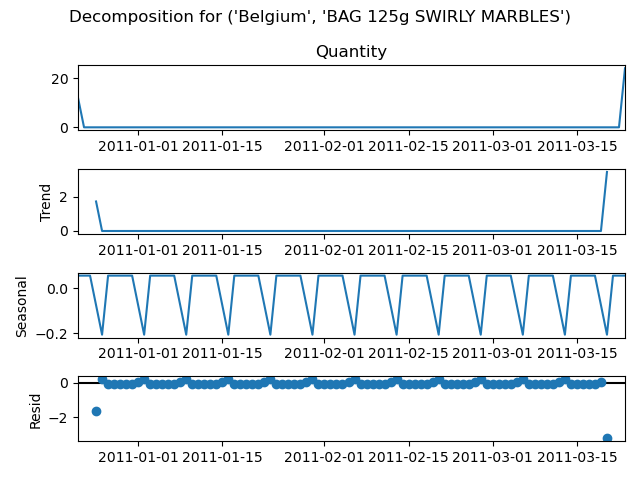 Decomposition for ('Belgium', 'BAG 125g SWIRLY MARBLES')
Quantity
20
0
2011-01-01 2011-01-15 2011-02-01 2011-02-15 2011-03-01 2011-03-15
Trend
2
0
2011-01-01 2011-01-15 2011-02-01 2011-02-15 2011-03-01 2011-03-15
Seasonal
0.0
−0.2
2011-01-01 2011-01-15 2011-02-01 2011-02-15 2011-03-01 2011-03-15
Resid
0
−2
2011-01-01 2011-01-15 2011-02-01 2011-02-15 2011-03-01 2011-03-15